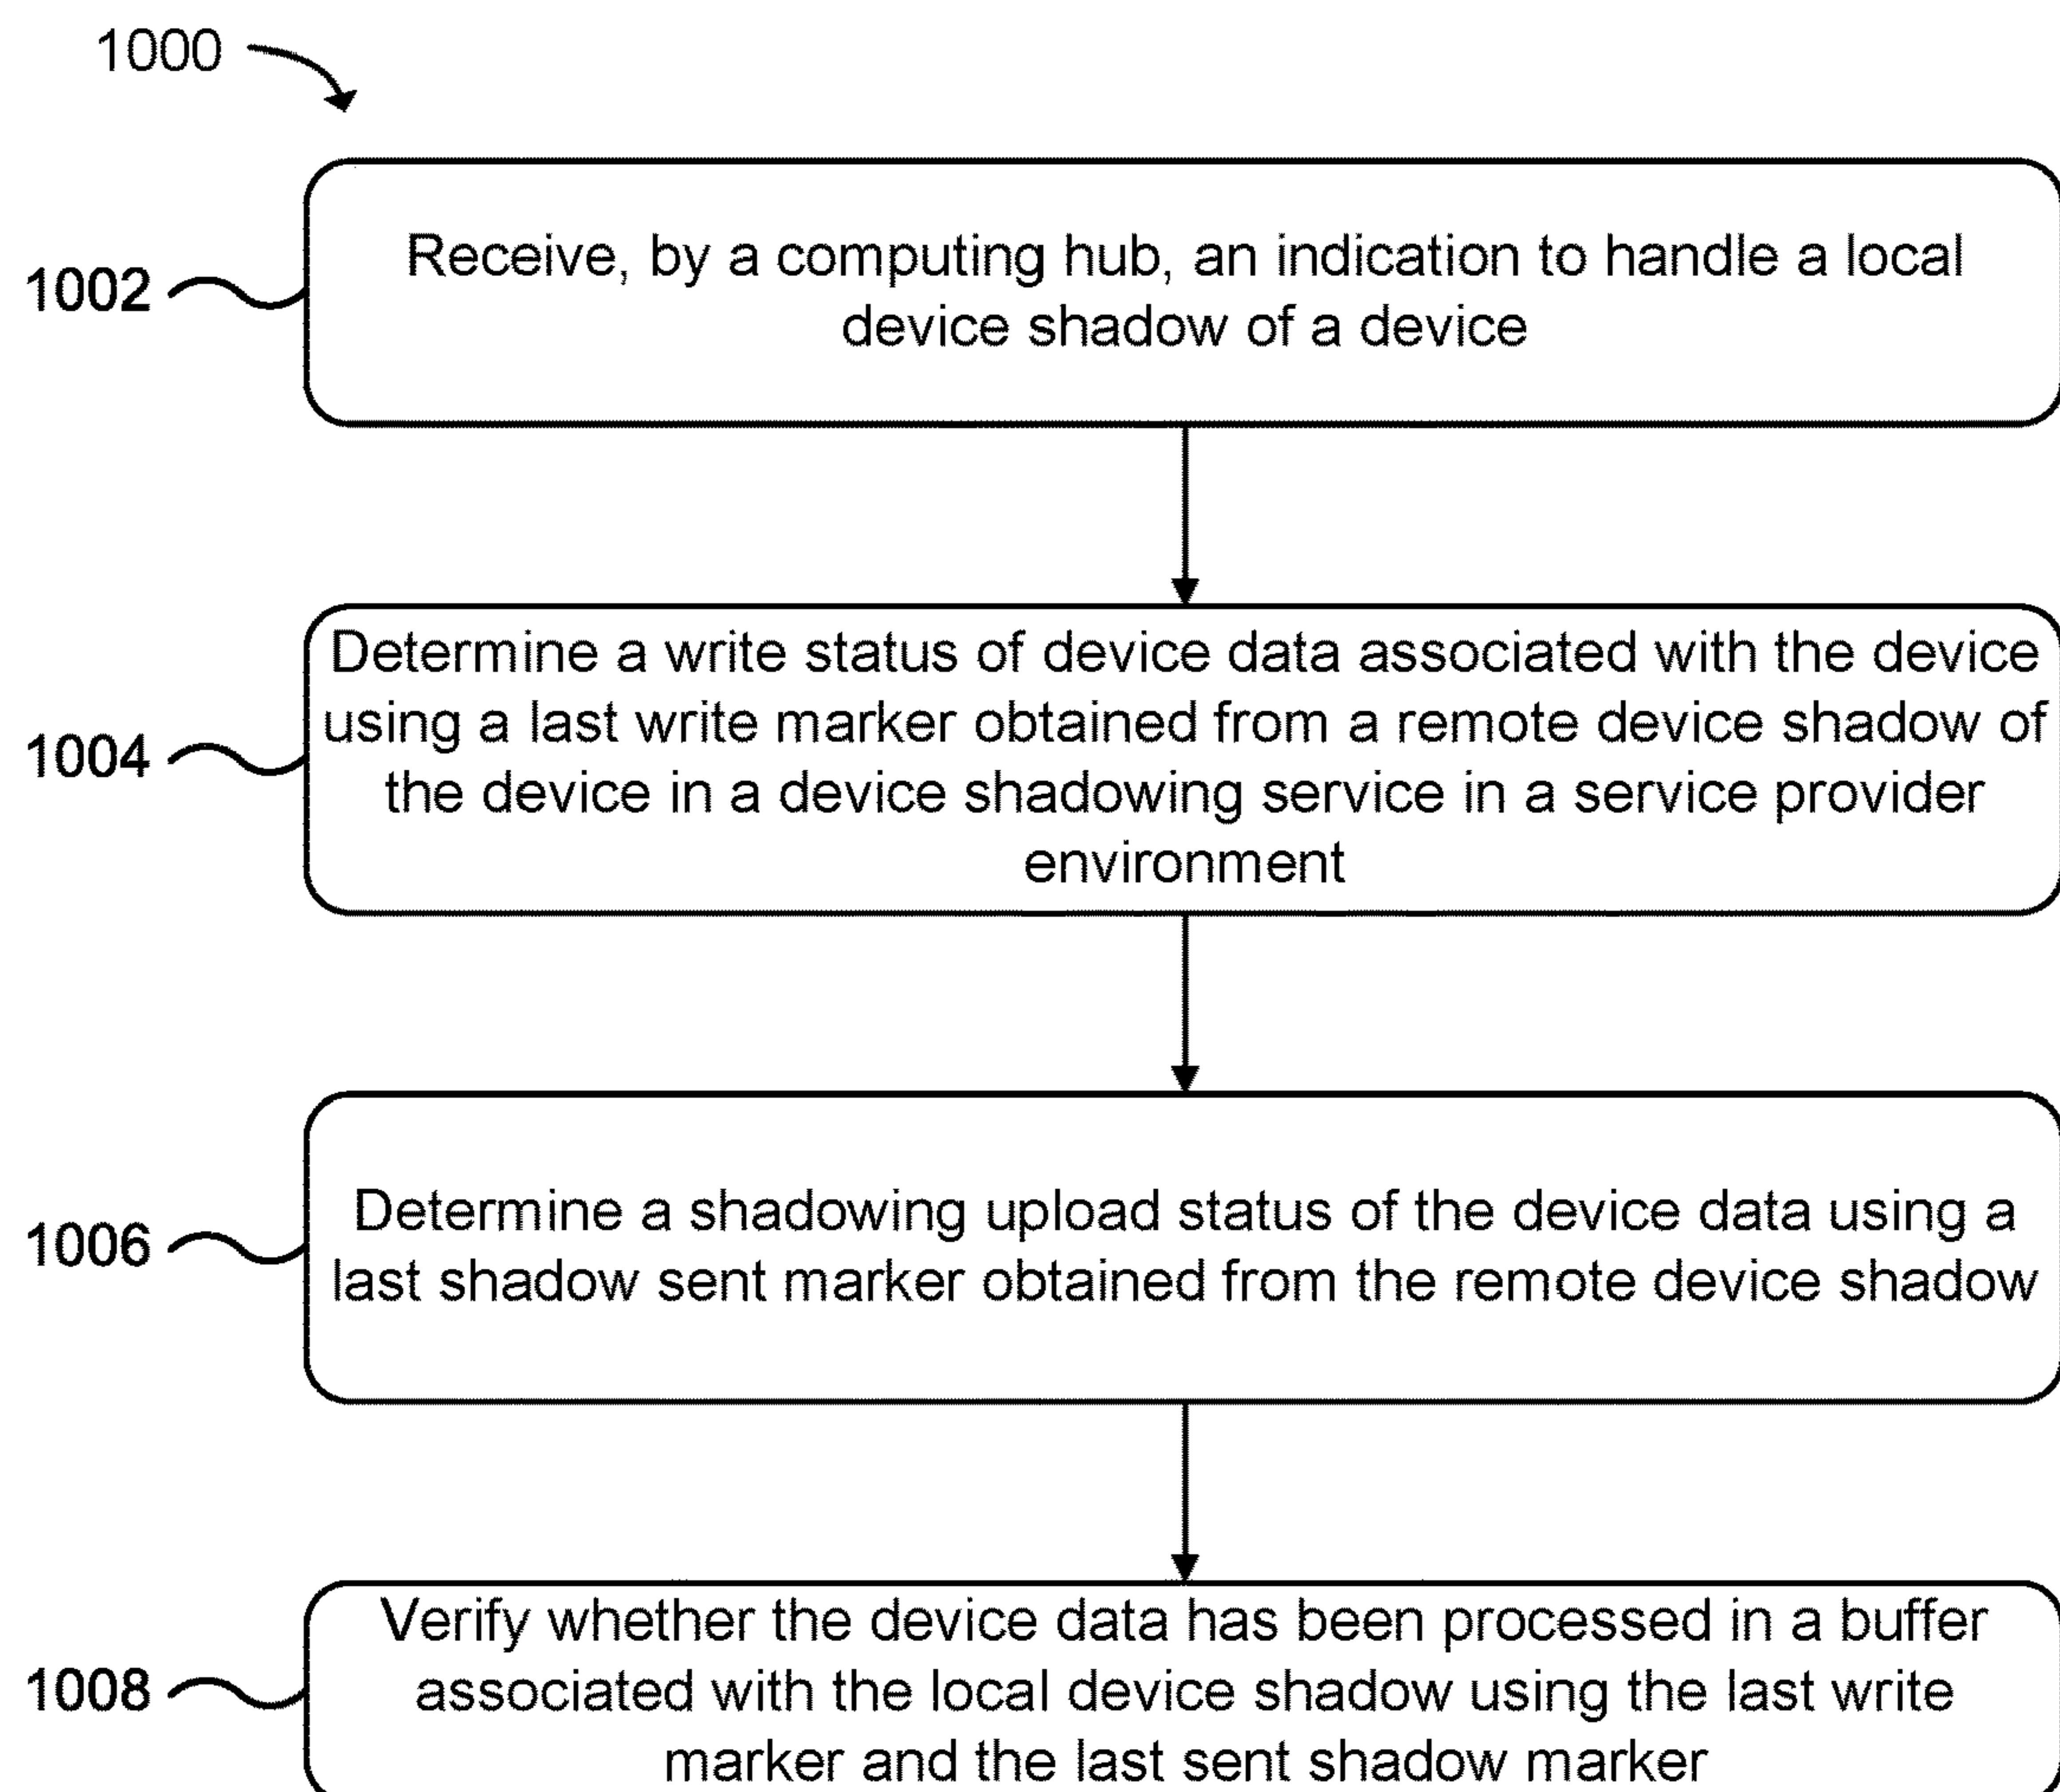 1000
1002
Receive, by a computing hub, an indication to handle a local
device shadow of a device
1004
Determine a write status of device data associated with the device
using a last write marker obtained from a remote device shadow of
the device in a device shadowing service in a service provider
environment
1006
Determine a shadowing upload status of the device data using a
last shadow sent marker obtained from the remote device shadow
1008
Verify whether the device data has been processed in a buffer
associated with the local device shadow using the last write
marker and the last sent shadow marker